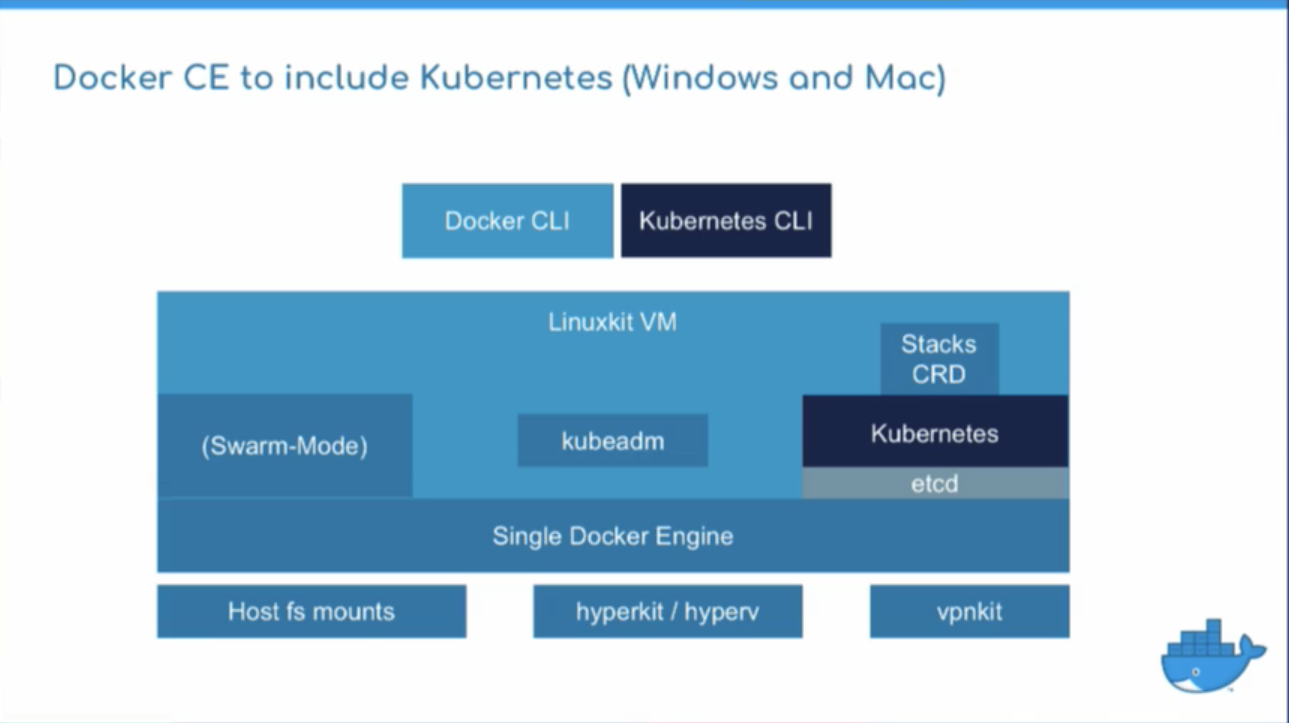 Docker CE to include Kubernetes (Windows and Mac)
Docker CLI
Kubernetes CLI
Linuxkit VM
Stacks
CRD
(Swarm-Mode)
kubeadm
Kubernetes
etcd
Single Docker Engine
Host fs mounts
hyperkit / hyperv
vpnkit